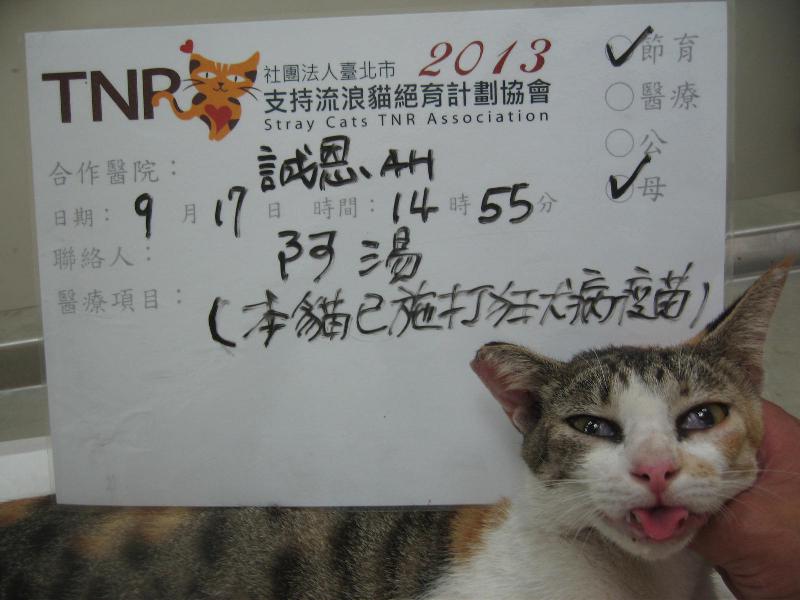 TNR 社團法人臺北市 2013
支持流浪貓絕育計劃協會
Stray Cats TNR Association
節育
醫療
公
母
合作醫院： 誠恩.AH
日期： 9 月 17 日 時間： 14 時 55 分
聯絡人： 阿湯
醫療項目：
(本貓已施打狂犬病疫苗)